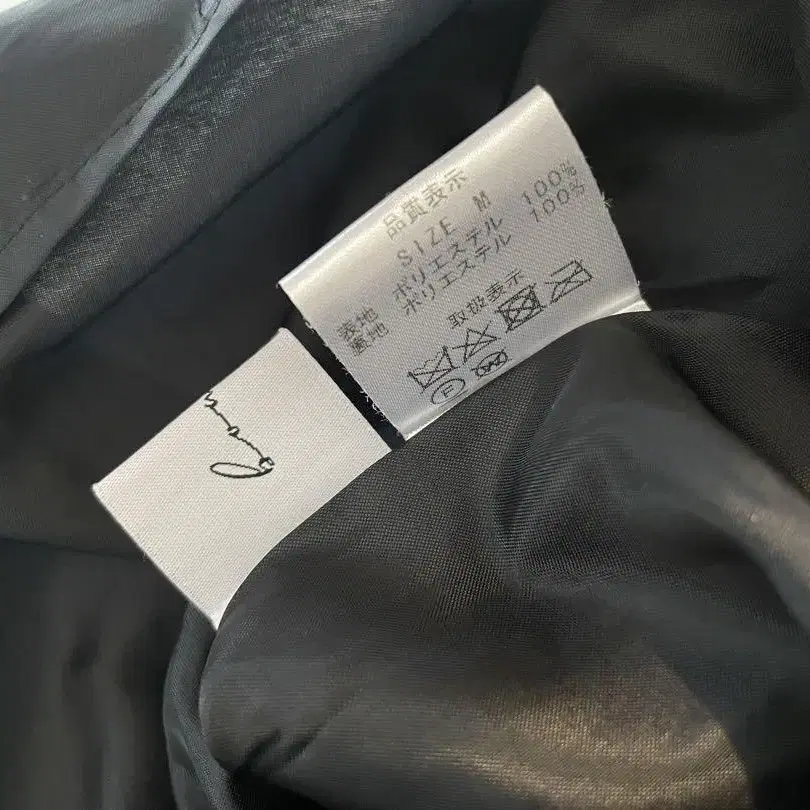 品質表示
SIZE M
表地 ポリエステル 100%
裏地 ポリエステル 100%
取扱表示
F